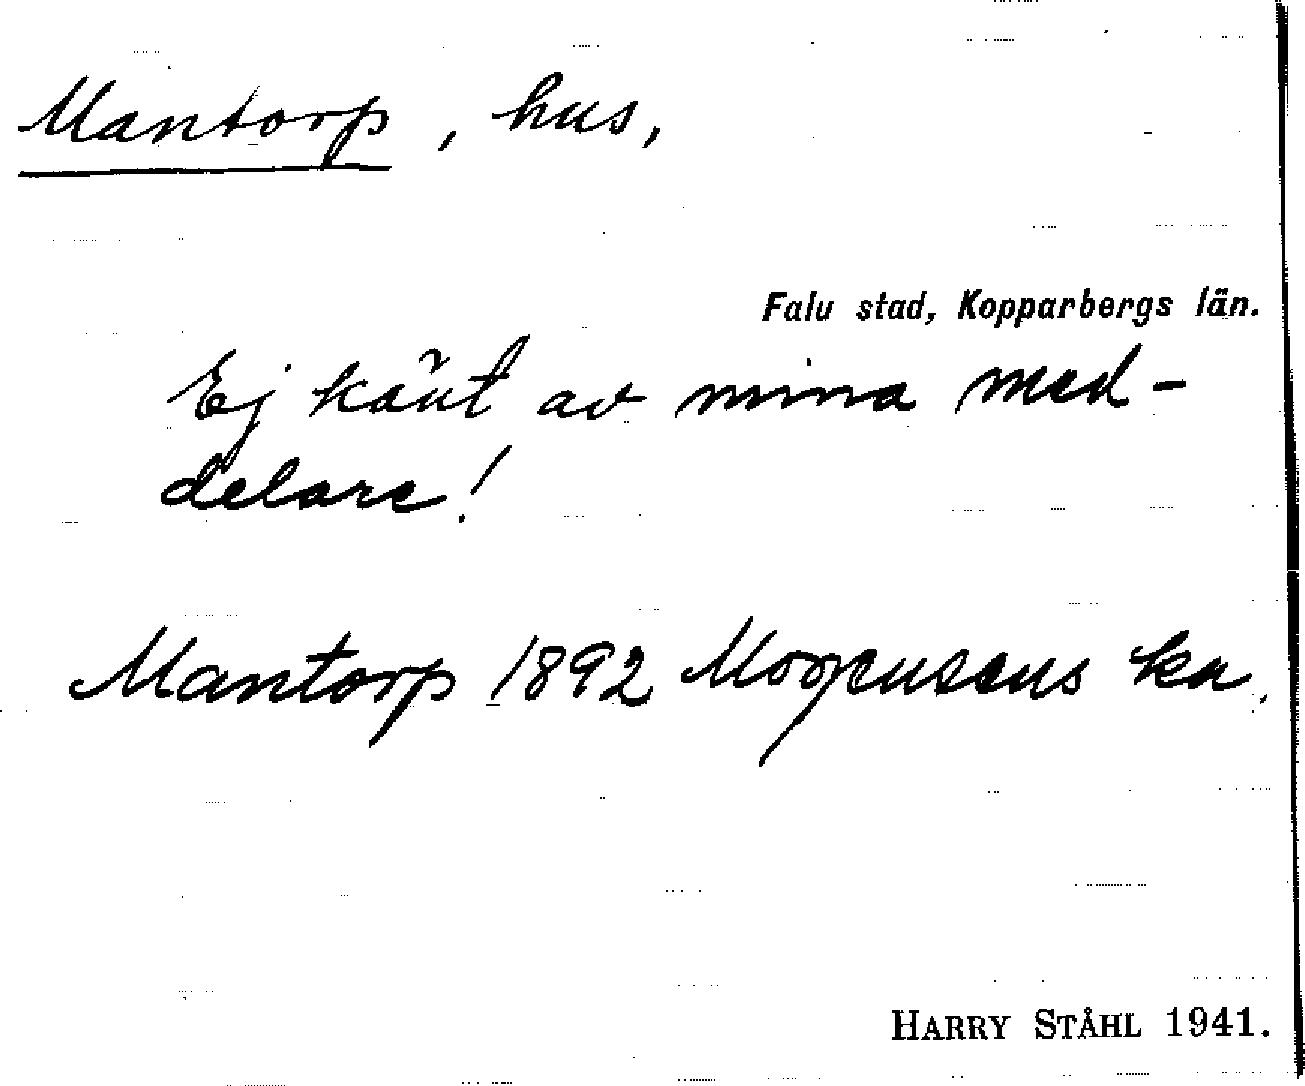 Mantorp, hus,
Falu stad, Kopparbergs län.
Ej känt av mina med-
delare!
Mantorp 1892 Mogensens ka.
HARRY STÅHL 1941.